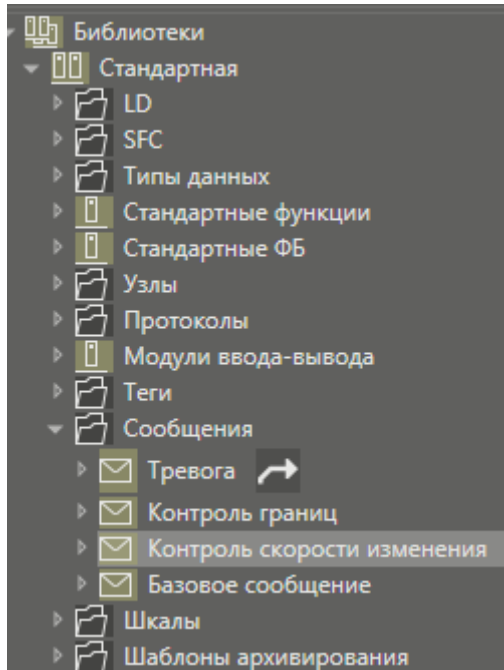 Библиотеки
Стандартная
LD
SFC
Типы данных
Стандартные функции
Стандартные ФБ
Узлы
Протоколы
Модули ввода-вывода
Теги
Сообщения
Тревога
Контроль границ
Контроль скорости изменения
Базовое сообщение
Шкалы
Шаблоны архивирования